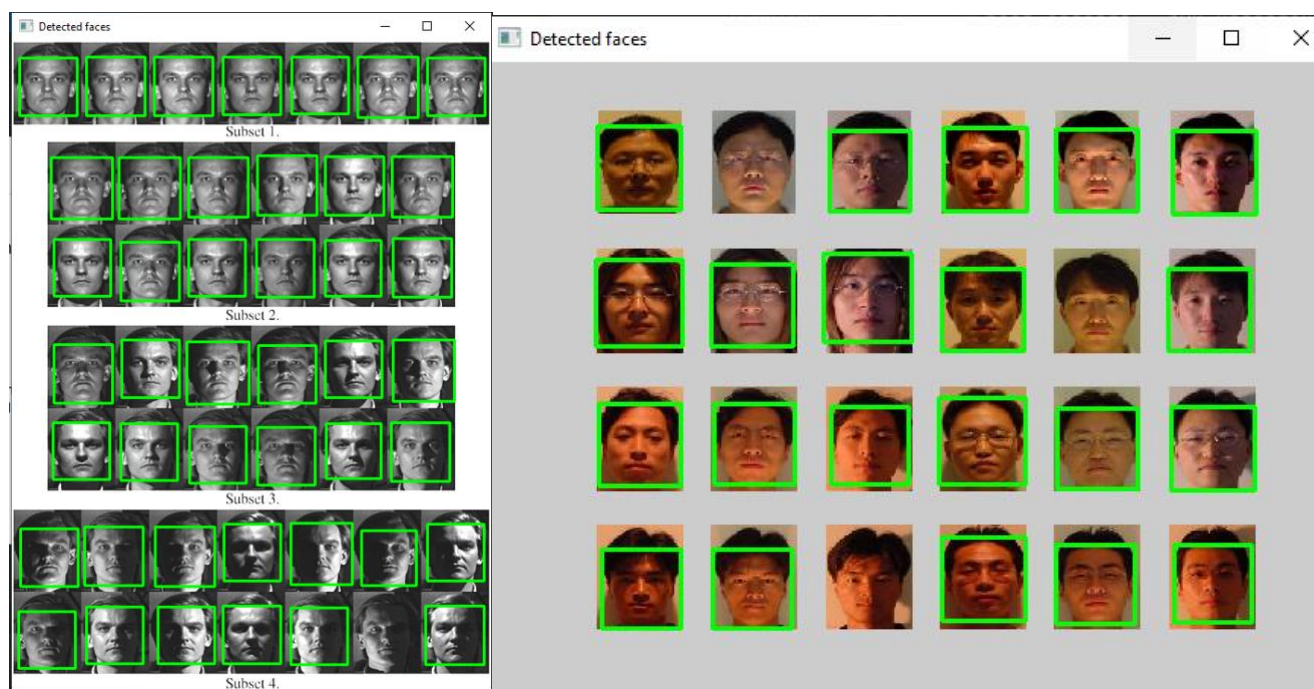 Detected faces
Subset 1.
Subset 2.
Subset 3.
Subset 4.
Detected faces